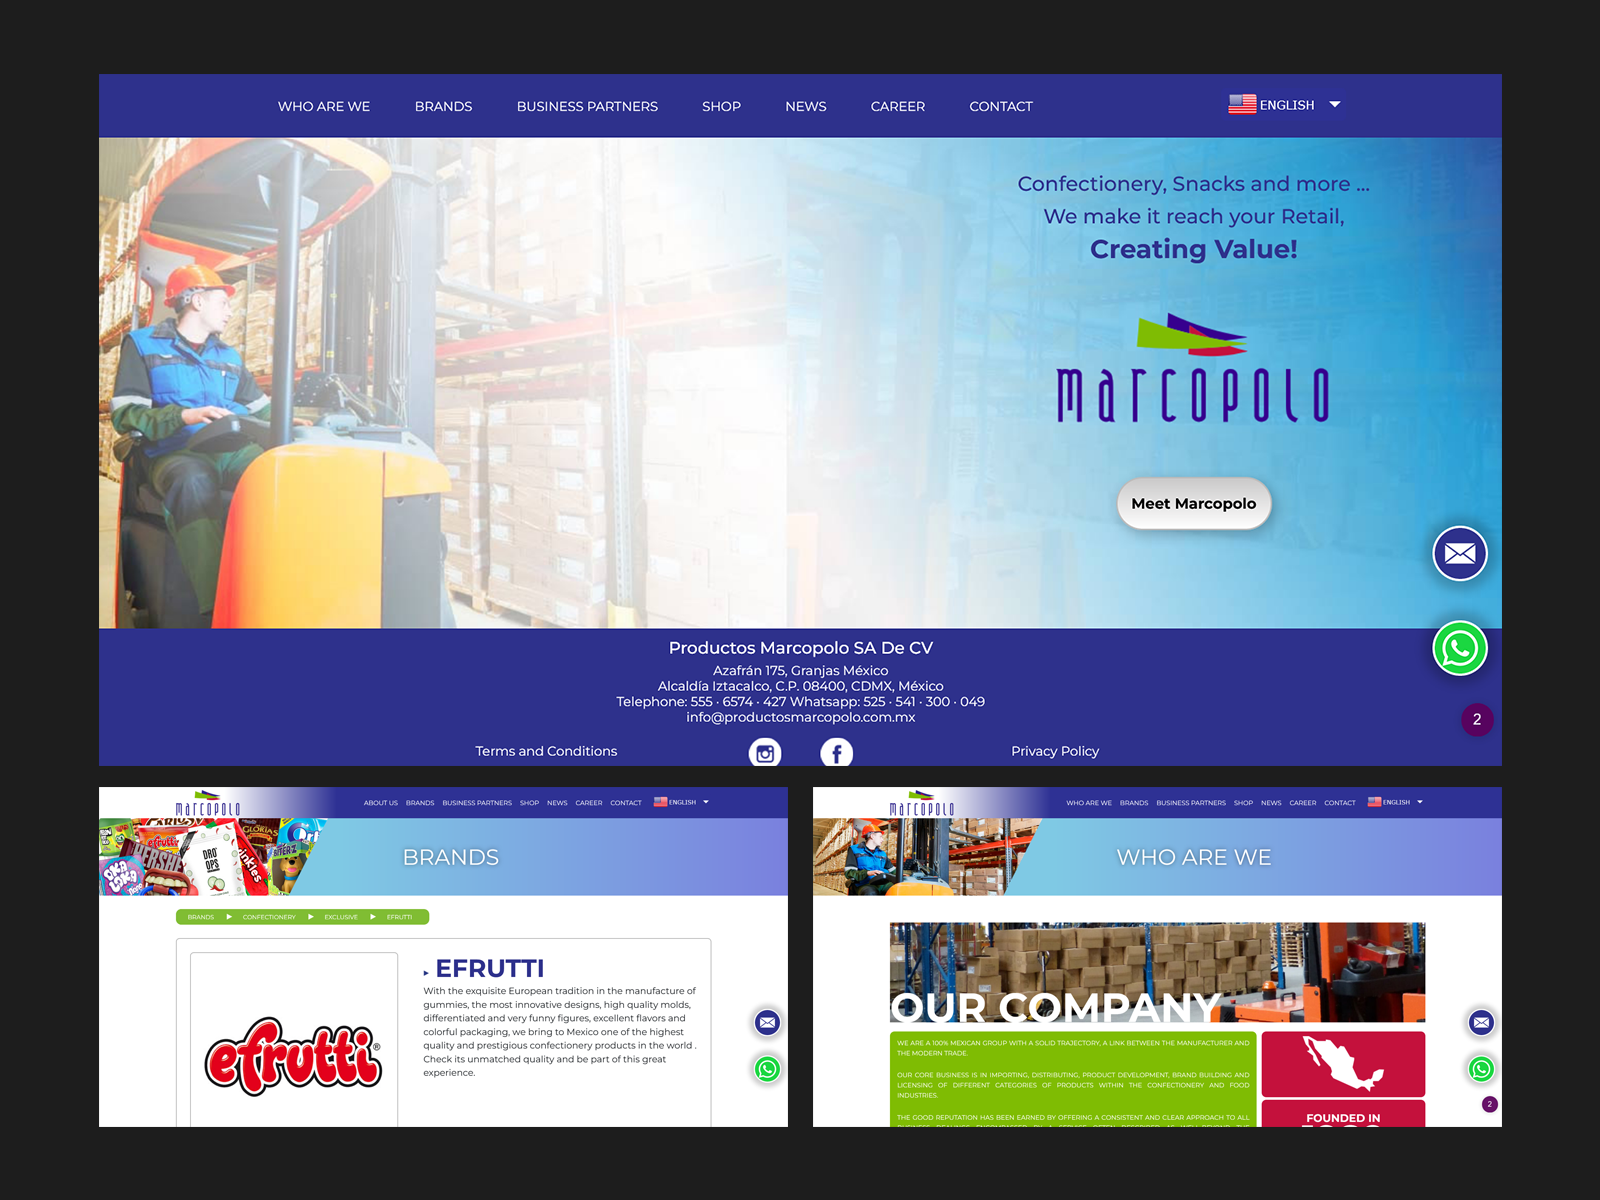 WHO ARE WE BRANDS BUSINESS PARTNERS SHOP NEWS CAREER CONTACT ENGLISH
Confectionery, Snacks and more ...
We make it reach your Retail,
Creating Value!
marcopolo
Meet Marcopolo
Productos Marcopolo SA De CV
Azafrán 175, Granjas México
Alcaldía Iztacalco, C.P. 08400, CDMX, México
Telephone: 555 · 6574 · 427 Whatsapp: 525 · 541 · 300 · 049
info@productosmarcopolo.com.mx
2
Terms and Conditions Privacy Policy
marcopolo ABOUT US BRANDS BUSINESS PARTNERS SHOP NEWS CAREER CONTACT ENGLISH
GLORIAS
efrutti
HERSHE
DRO
OPS
inkles
BRANDS
BRANDS CONFECTIONERY EXCLUSIVE EFRUTTI
efrutti®
EFRUTTI
With the exquisite European tradition in the manufacture of
gummies, the most innovative designs, high quality molds,
differentiated and very funny figures, excellent flavors and
colorful packaging, we bring to Mexico one of the highest
quality and prestigious confectionery products in the world .
Check its unmatched quality and be part of this great
experience.
marcopolo WHO ARE WE BRANDS BUSINESS PARTNERS SHOP NEWS CAREER CONTACT ENGLISH
WHO ARE WE
OUR COMPANY
WE ARE A 100% MEXICAN GROUP WITH A SOLID TRAJECTORY, A LINK BETWEEN THE MANUFACTURER AND
THE MODERN TRADE.
OUR CORE BUSINESS IS IN IMPORTING, DISTRIBUTING, PRODUCT DEVELOPMENT, BRAND BUILDING AND
LICENSING OF DIFFERENT CATEGORIES OF PRODUCTS WITHIN THE CONFECTIONERY AND FOOD
INDUSTRIES.
THE GOOD REPUTATION HAS BEEN EARNED BY OFFERING A CONSISTENT AND CLEAR APPROACH TO ALL
FOUNDED IN
2